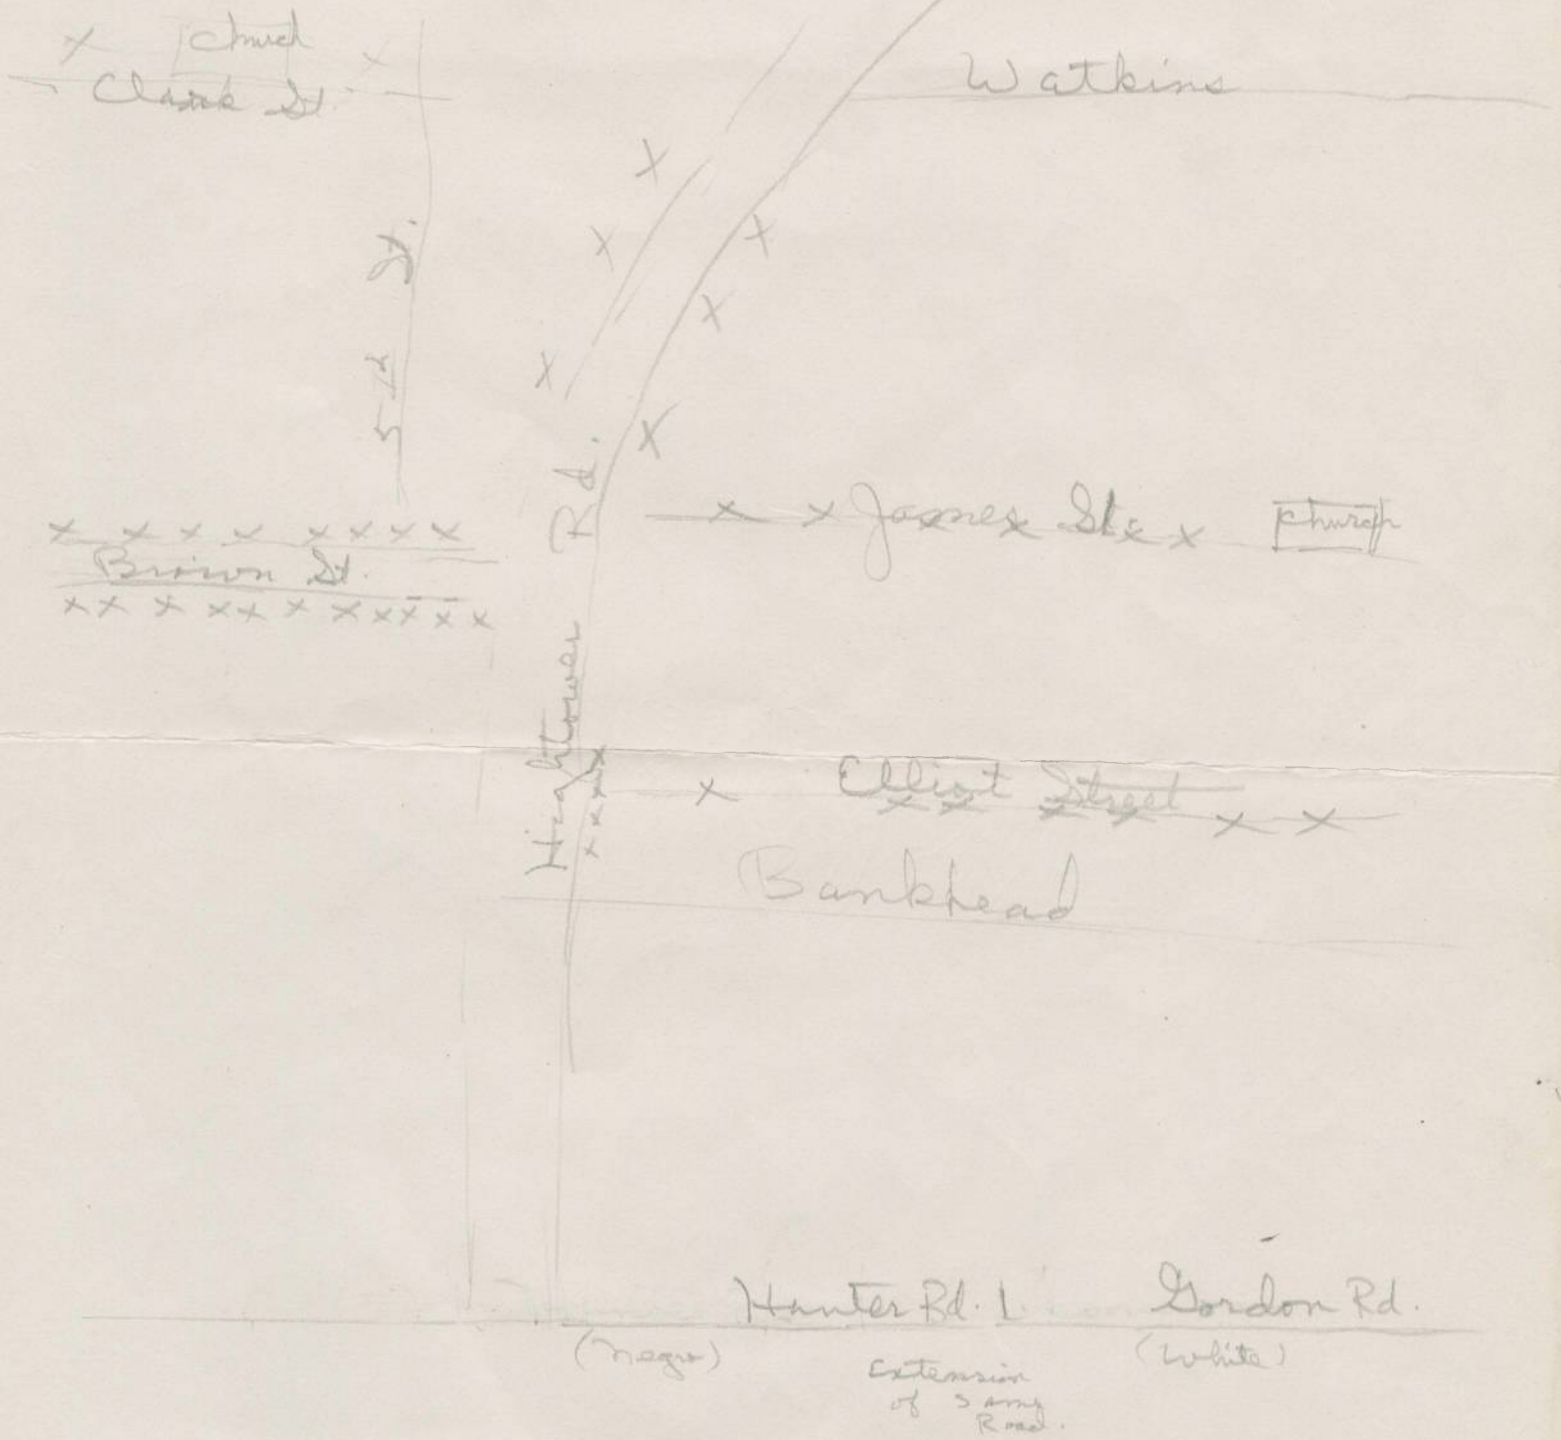 x church x
Clark St.
Watkins
x
x x
x
x
x
5th St.
Hightower Rd.
x x James x St x x church
x x x x x x x x
Brown St.
x x x x x x x x x x x x
x x x x
x Elliot Street
x x x x x x
Bankhead
Hunter Rd. Gordon Rd.
(negro) (White)
Extension
of same
Road.